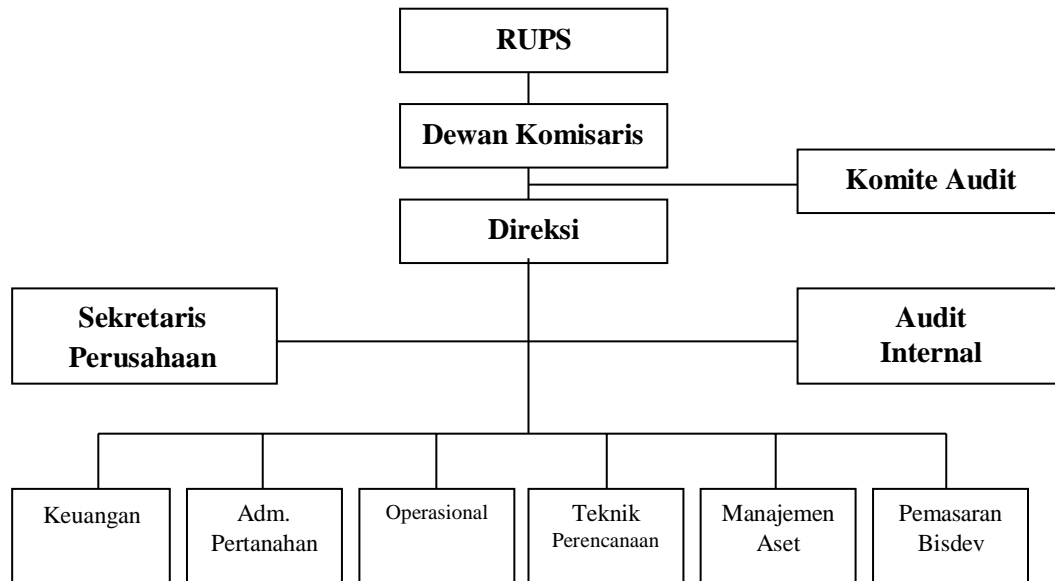 RUPS
Dewan Komisaris
Komite Audit
Direksi
Sekretaris
Perusahaan
Audit
Internal
Keuangan
Adm.
Pertanahan
Operasional
Teknik
Perencanaan
Manajemen
Aset
Pemasaran
Bisdev